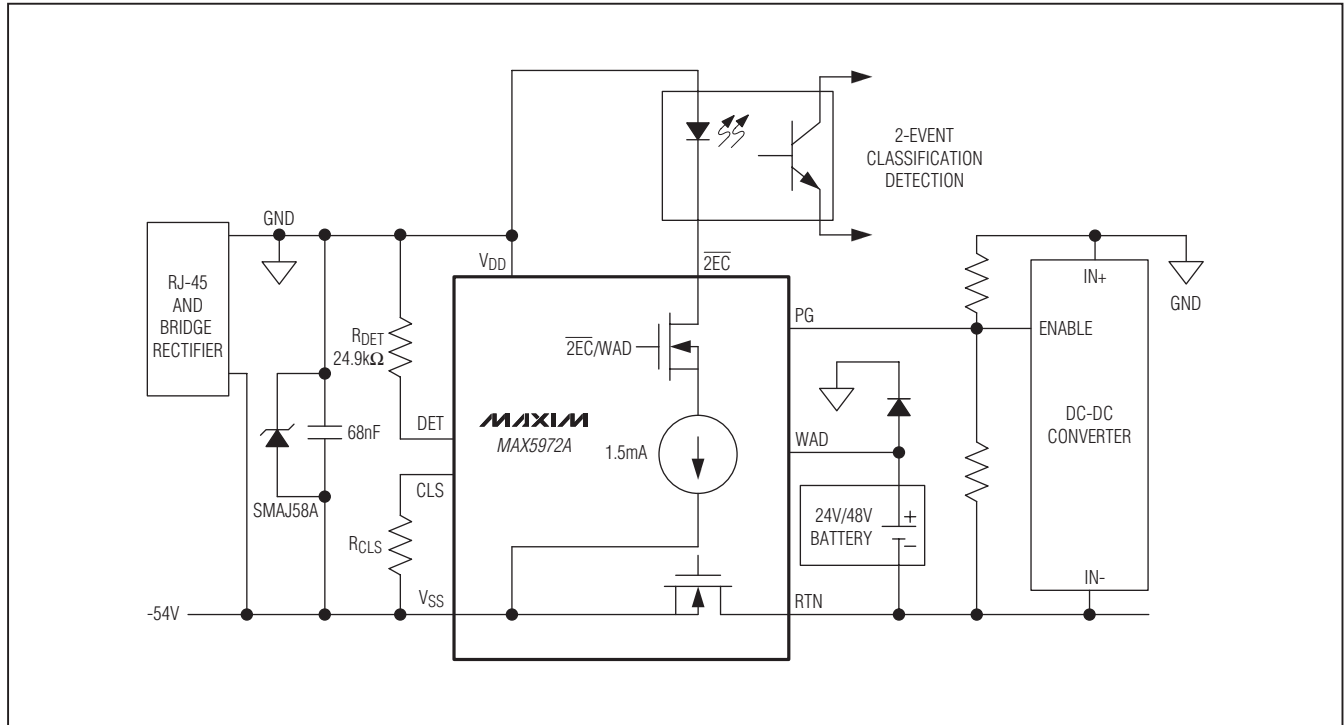 2-EVENT
CLASSIFICATION
DETECTION
GND
VDD
2EC
RJ-45
AND
BRIDGE
RECTIFIER
IN+
GND
PG
ENABLE
RDET
24.9kΩ
2EC/WAD
DC-DC
CONVERTER
68nF
DET
MAXIM
MAX5972A
1.5mA
WAD
SMAJ58A
CLS
RCLS
24V/48V
BATTERY
+
−
IN-
-54V
VSS
RTN